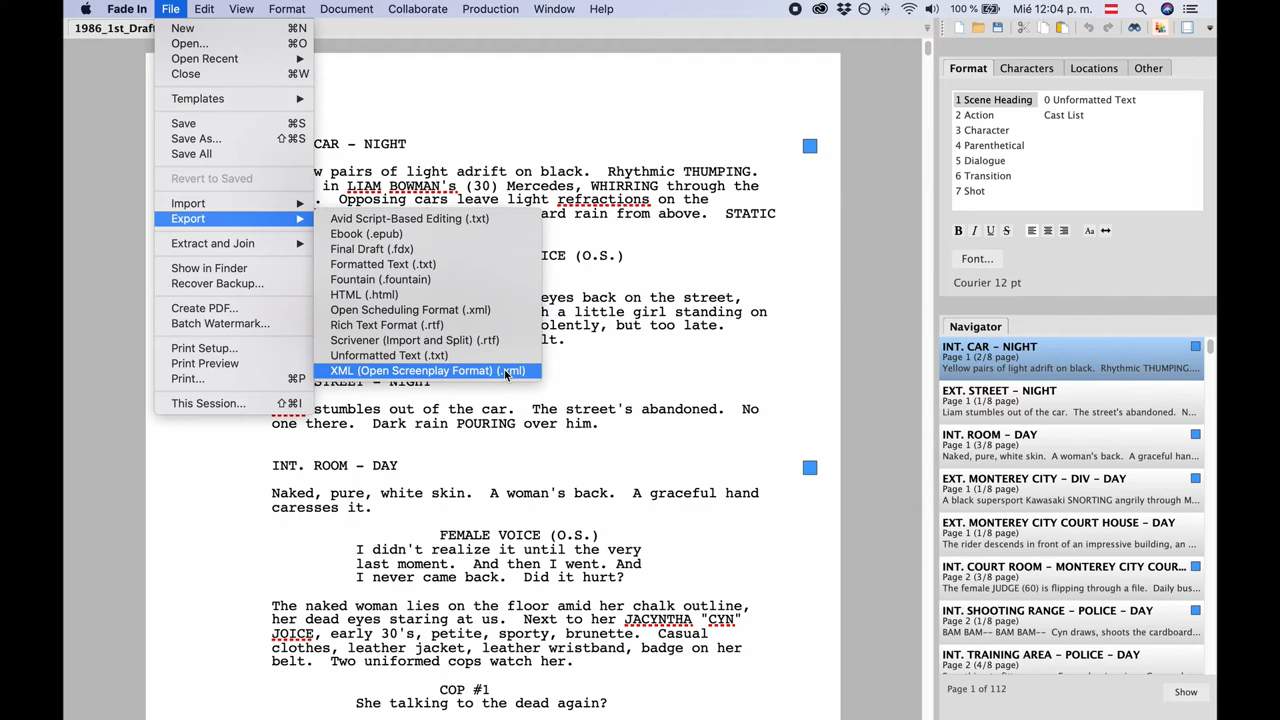 Fade In File Edit View Format Document Collaborate Production Window 100 % Mié 12:04 p. m.
1986_1st_Draft
New ⌘N
Open... ⌘O
Open Recent
Close ⌘W
Templates
Save ⌘S
Save As... ⇧⌘S
Save All
Revert to Saved
Import
Export
Extract and Join
Show in Finder
Recover Backup...
Create PDF...
Batch Watermark...
Print Setup...
Print Preview
Print... ⌘P
This Session... ⇧⌘I
Avid Script-Based Editing (.txt)
Ebook (.epub)
Final Draft (.fdx)
Formatted Text (.txt)
Fountain (.fountain)
HTML (.html)
Open Scheduling Format (.xml)
Rich Text Format (.rtf)
Scrivener (Import and Split) (.rtf)
Unformatted Text (.txt)
XML (Open Screenplay Format) (.xml)
CAR - NIGHT
w pairs of light adrift on black. Rhythmic THUMPING.
in LIAM BOWMAN's (30) Mercedes, WHIRRING through the
. Opposing cars leave light refractions on the
ard rain from above. STATIC
ICE (O.S.)
eyes back on the street,
h a little girl standing on
olently, but too late.
lt.
STREET - NIGHT
stumbles out of the car. The street's abandoned. No
one there. Dark rain POURING over him.
INT. ROOM - DAY
Naked, pure, white skin. A woman's back. A graceful hand
caresses it.
FEMALE VOICE (O.S.)
I didn't realize it until the very
last moment. And then I went. And
I never came back. Did it hurt?
The naked woman lies on the floor amid her chalk outline,
her dead eyes staring at us. Next to her JACYNTHA "CYN"
JOICE, early 30's, petite, sporty, brunette. Casual
clothes, leather jacket, leather wristband, badge on her
belt. Two uniformed cops watch her.
COP #1
She talking to the dead again?
Format Characters Locations Other
1 Scene Heading 0 Unformatted Text
2 Action Cast List
3 Character
4 Parenthetical
5 Dialogue
6 Transition
7 Shot
B I U S Aa
Font...
Courier 12 pt
Navigator
INT. CAR - NIGHT
Page 1 (2/8 page)
Yellow pairs of light adrift on black. Rhythmic THUMPING....
EXT. STREET - NIGHT
Page 1 (1/8 page)
Liam stumbles out of the car. The street's abandoned. N...
INT. ROOM - DAY
Page 1 (3/8 page)
Naked, pure, white skin. A woman's back. A graceful han...
EXT. MONTEREY CITY - DIV - DAY
Page 1 (1/8 page)
A black supersport Kawasaki SNORTING angrily through M...
EXT. MONTEREY CITY COURT HOUSE - DAY
Page 1 (1/8 page)
The rider descends in front of an impressive building, an ...
INT. COURT ROOM - MONTEREY CITY COUR...
Page 2 (3/8 page)
The female JUDGE (60) is flipping through a file. Daily bus...
INT. SHOOTING RANGE - POLICE - DAY
Page 2 (1/8 page)
BAM BAM-- BAM BAM-- Cyn draws, shoots the cardboard...
INT. TRAINING AREA - POLICE - DAY
Page 2 (4/8 page)
Page 1 of 112
Show